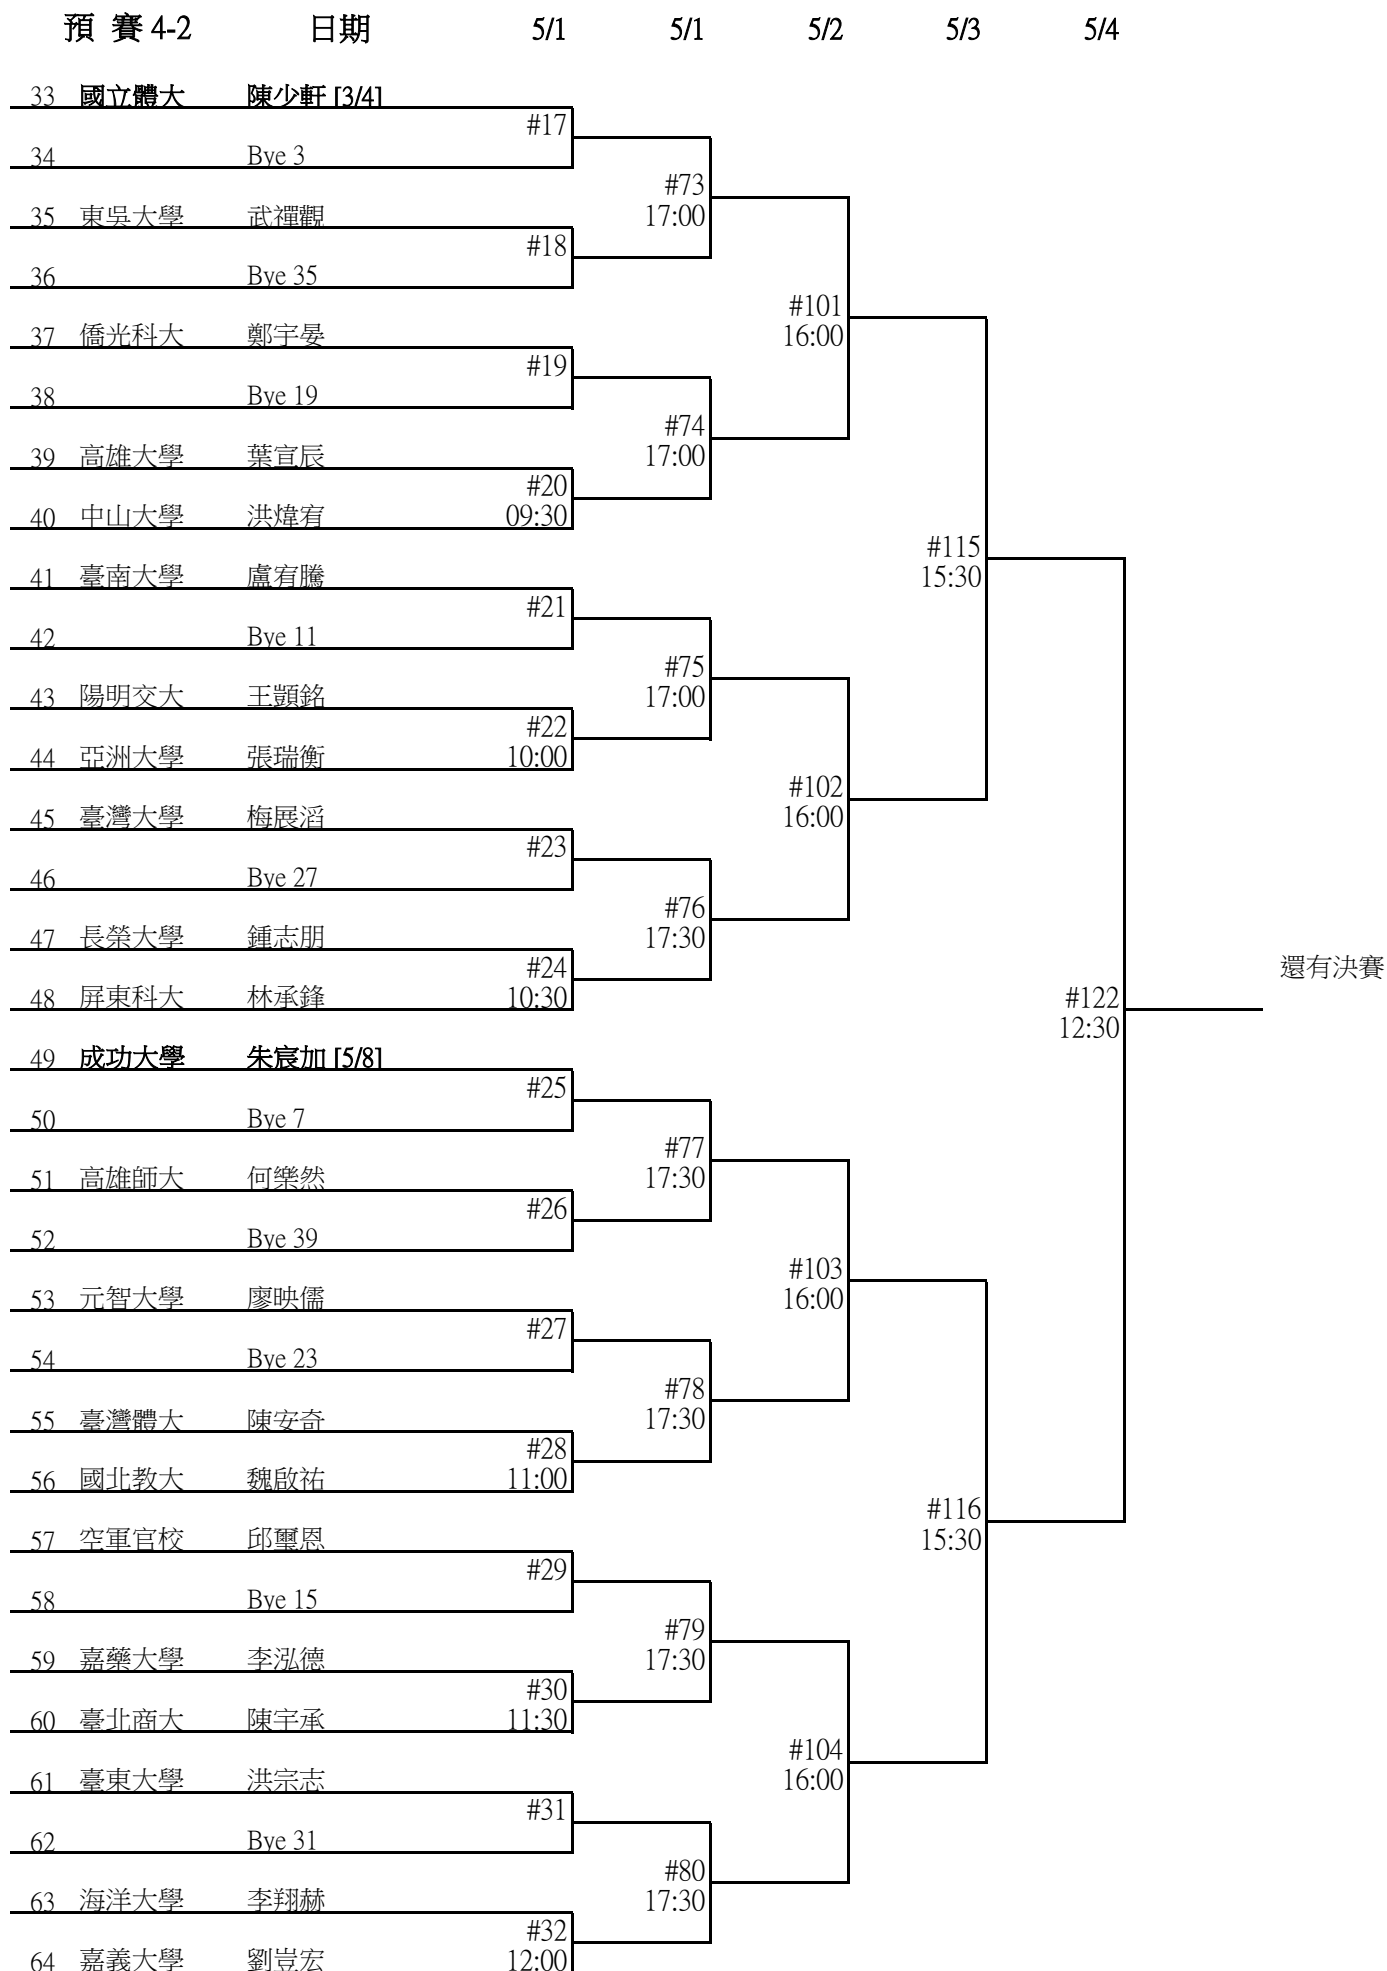 預 賽 4-2 日期 5/1 5/1 5/2 5/3 5/4
33 國立體大 陳少軒 [3/4]
#17
34 Bye 3
#73
35 東吳大學 武禪觀 17:00
#18
36 Bye 35
#101
37 僑光科大 鄭宇晏 16:00
#19
38 Bye 19
#74
39 高雄大學 葉宣辰 17:00
#20
40 中山大學 洪煒宥 09:30
#115
41 臺南大學 盧宥騰 15:30
#21
42 Bye 11
#75
43 陽明交大 王顗銘 17:00
#22
44 亞洲大學 張瑞衡 10:00
#102
45 臺灣大學 梅展滔 16:00
#23
46 Bye 27
#76
47 長榮大學 鍾志朋 17:30
#24
還有決賽
48 屏東科大 林承鋒 10:30 #122
12:30
49 成功大學 朱宸加 [5/8]
#25
50 Bye 7
#77
51 高雄師大 何樂然 17:30
#26
52 Bye 39
#103
53 元智大學 廖映儒 16:00
#27
54 Bye 23
#78
55 臺灣體大 陳安奇 17:30
#28
56 國北教大 魏啟祐 11:00
#116
57 空軍官校 邱璽恩 15:30
#29
58 Bye 15
#79
59 嘉藥大學 李泓德 17:30
#30
60 臺北商大 陳宇承 11:30
#104
61 臺東大學 洪宗志 16:00
#31
62 Bye 31
#80
63 海洋大學 李翔赫 17:30
#32
64 嘉義大學 劉豈宏 12:00